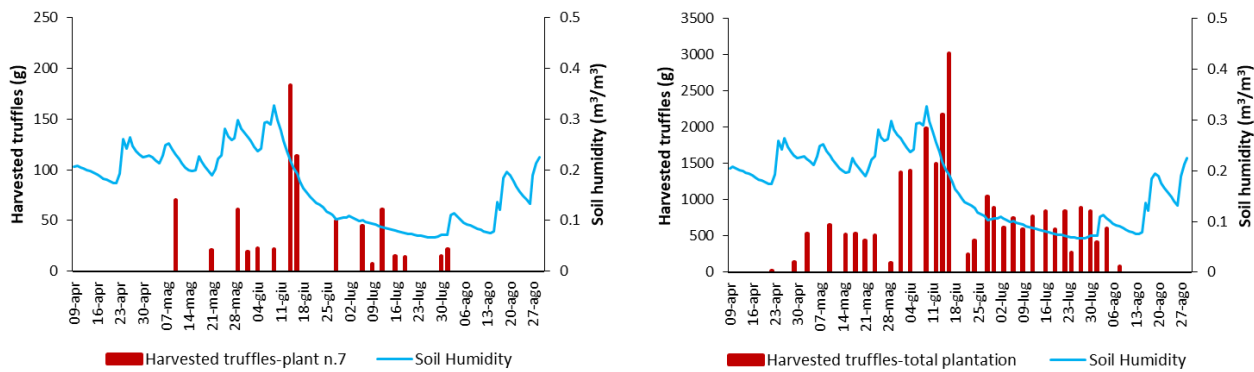 Harvested truffles (g)
250
200
150
100
50
0
0.5
0.4
0.3
0.2
0.1
0
Soil humidity (m³/m³)
09-apr
16-apr
23-apr
30-apr
07-mag
14-mag
21-mag
28-mag
04-giu
11-giu
18-giu
25-giu
02-lug
09-lug
16-lug
23-lug
30-lug
06-ago
13-ago
20-ago
27-ago
Harvested truffles-plant n.7
Soil Humidity
Harvested truffles (g)
3500
3000
2500
2000
1500
1000
500
0
0.5
0.4
0.3
0.2
0.1
0
Soil humidity (m³/m³)
09-apr
16-apr
23-apr
30-apr
07-mag
14-mag
21-mag
28-mag
04-giu
11-giu
18-giu
25-giu
02-lug
09-lug
16-lug
23-lug
30-lug
06-ago
13-ago
20-ago
27-ago
Harvested truffles-total plantation
Soil Humidity